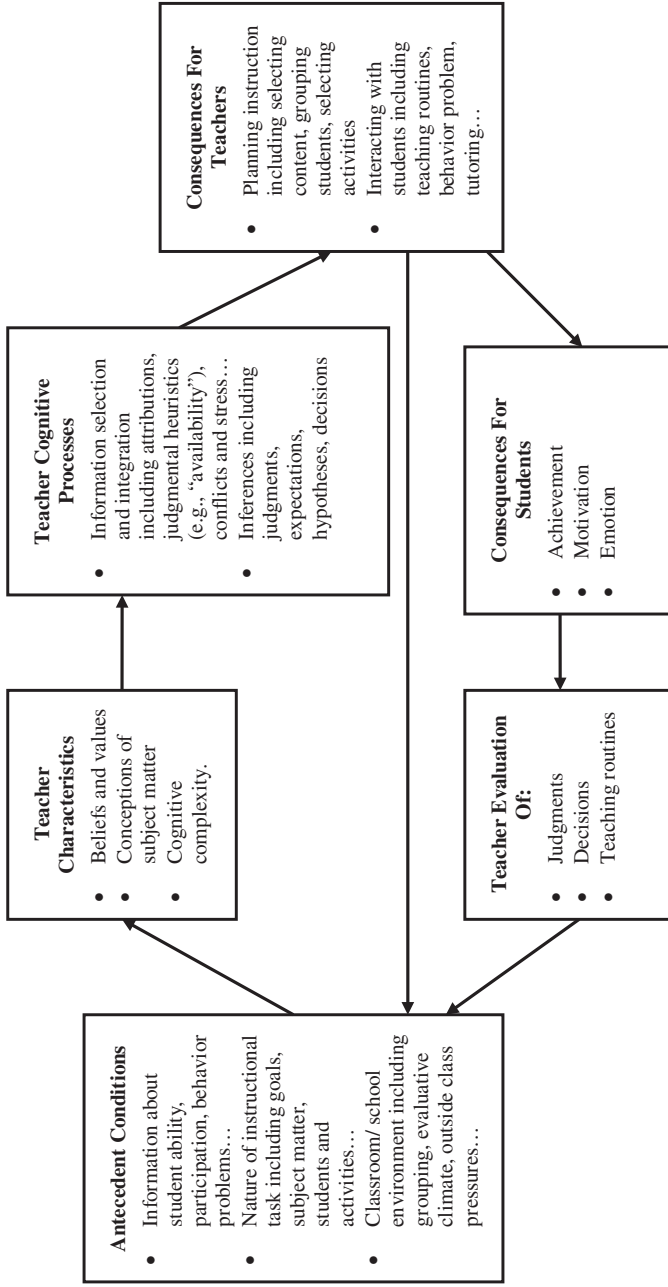 Antecedent Conditions
• Information about
student ability,
participation, behavior
problems…
• Nature of instructional
task including goals,
subject matter,
students and
activities…
• Classroom/ school
environment including
grouping, evaluative
climate, outside class
pressures…
Teacher
Characteristics
• Beliefs and values
• Conceptions of
subject matter
• Cognitive
complexity.
Teacher Cognitive
Processes
• Information selection
and integration
including attributions,
judgmental heuristics
(e.g., “availability”),
conflicts and stress…
• Inferences including
judgments,
expectations,
hypotheses, decisions
Consequences For
Teachers
• Planning instruction
including selecting
content, grouping
students, selecting
activities
• Interacting with
students including
teaching routines,
behavior problem,
tutoring…
Consequences For
Students
• Achievement
• Motivation
• Emotion
Teacher Evaluation
Of:
• Judgments
• Decisions
• Teaching routines